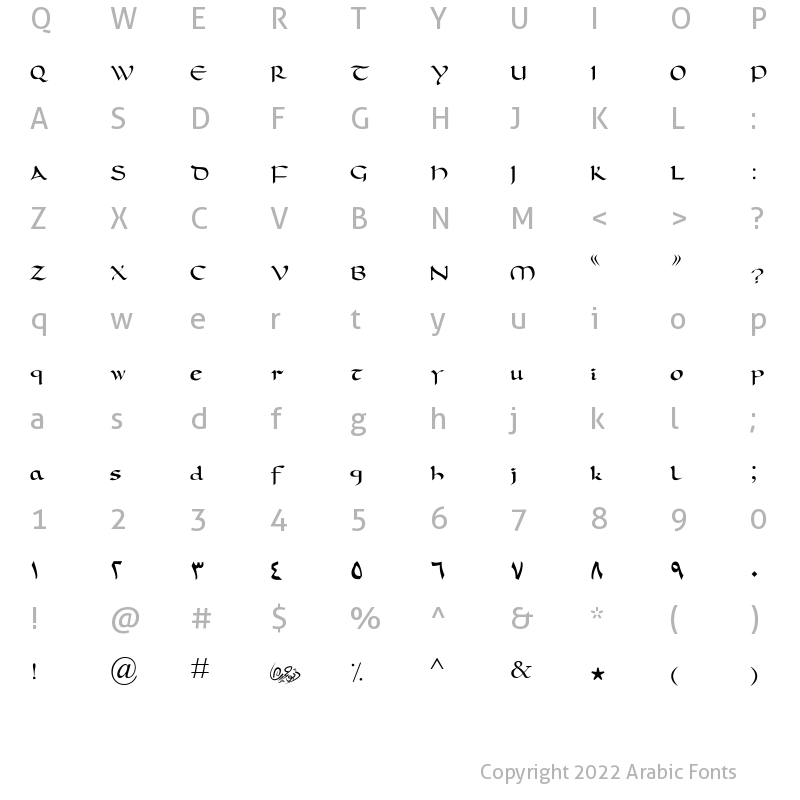 Q W E R T Y U I O P
Q W E R T Y U I O P
A S D F G H J K L :
A S D F G H J K L :
Z X C V B N M < > ?
Z X C V B N M “ ” ?
q w e r t y u i o p
q w e r t y u i o p
a s d f g h j k l ;
a s d f g h j k l ;
1 2 3 4 5 6 7 8 9 0
١ ٢ ٣ ٤ ٥ ٦ ٧ ٨ ٩ ٠
! @ # $ % ^ & * ( )
! @ # ٪ ^ & ★ ( )
Copyright 2022 Arabic Fonts